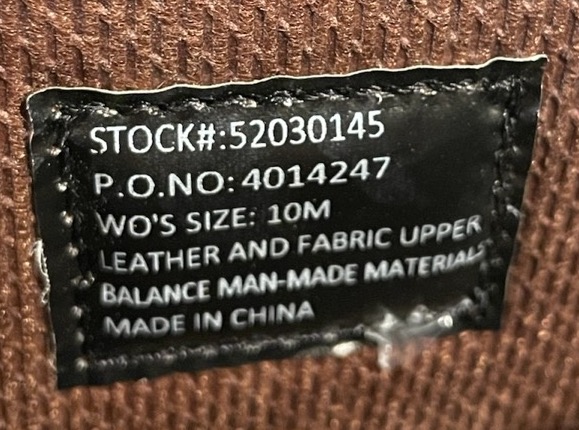 STOCK#:52030145
P.O.NO: 4014247
WO'S SIZE: 10M
LEATHER AND FABRIC UPPER
BALANCE MAN-MADE MATERIALS
MADE IN CHINA